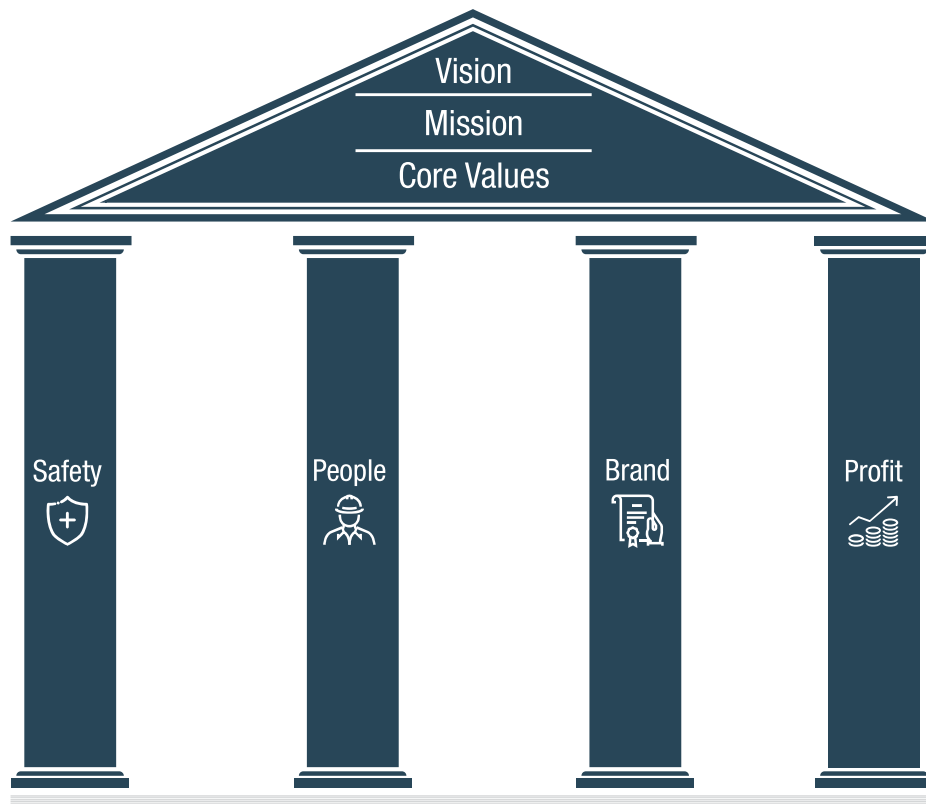 Vision
Mission
Core Values
Safety
People
Brand
Profit